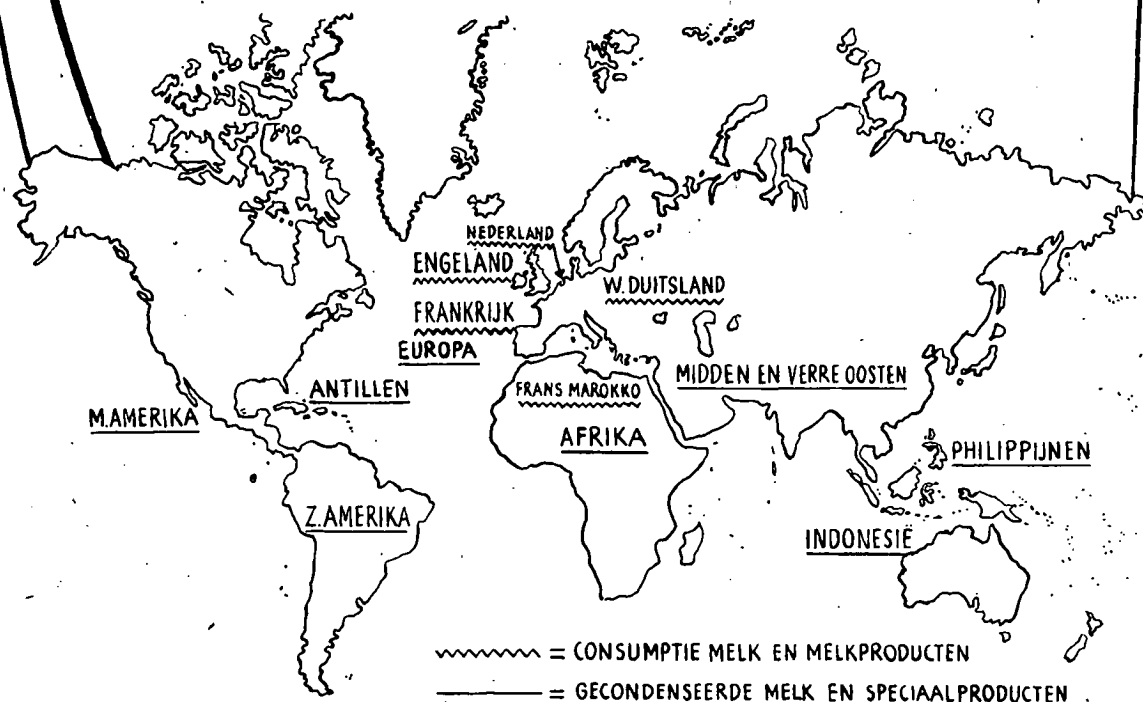 NEDERLAND
ENGELAND
W. DUITSLAND
FRANKRIJK
EUROPA
MIDDEN EN VERRE OOSTEN
ANTILLEN
FRANS MAROKKO
M. AMERIKA
AFRIKA
PHILIPPIJNEN
Z. AMERIKA
INDONESIË
= CONSUMPTIE MELK EN MELKPRODUCTEN
= GECONDENSEERDE MELK EN SPECIAALPRODUCTEN.